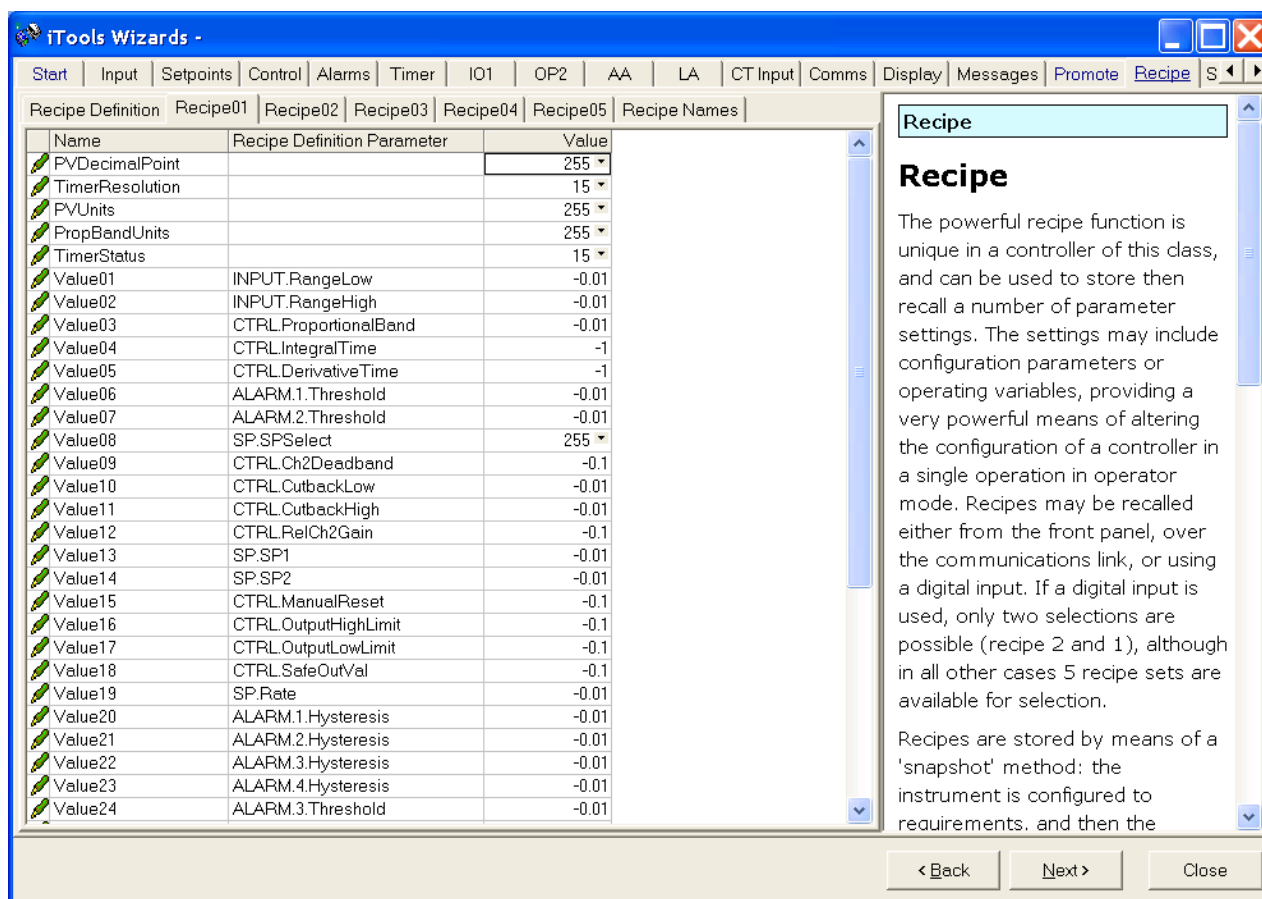 iTools Wizards -
Start Input Setpoints Control Alarms Timer IO1 OP2 AA LA CT Input Comms Display Messages Promote Recipe S
Recipe Definition Recipe01 Recipe02 Recipe03 Recipe04 Recipe05 Recipe Names
Name Recipe Definition Parameter Value
PVDecimalPoint 255
TimerResolution 15
PVUnits 255
PropBandUnits 255
TimerStatus 15
Value01 INPUT.RangeLow -0.01
Value02 INPUT.RangeHigh -0.01
Value03 CTRL.ProportionalBand -0.01
Value04 CTRL.IntegralTime -1
Value05 CTRL.DerivativeTime -1
Value06 ALARM.1.Threshold -0.01
Value07 ALARM.2.Threshold -0.01
Value08 SP.SPSelect 255
Value09 CTRL.Ch2Deadband -0.1
Value10 CTRL.CutbackLow -0.01
Value11 CTRL.CutbackHigh -0.01
Value12 CTRL.RelCh2Gain -0.1
Value13 SP.SP1 -0.01
Value14 SP.SP2 -0.01
Value15 CTRL.ManualReset -0.1
Value16 CTRL.OutputHighLimit -0.1
Value17 CTRL.OutputLowLimit -0.1
Value18 CTRL.SafeOutVal -0.1
Value19 SP.Rate -0.01
Value20 ALARM.1.Hysteresis -0.01
Value21 ALARM.2.Hysteresis -0.01
Value22 ALARM.3.Hysteresis -0.01
Value23 ALARM.4.Hysteresis -0.01
Value24 ALARM.3.Threshold -0.01
Recipe
Recipe
The powerful recipe function is
unique in a controller of this class,
and can be used to store then
recall a number of parameter
settings. The settings may include
configuration parameters or
operating variables, providing a
very powerful means of altering
the configuration of a controller in
a single operation in operator
mode. Recipes may be recalled
either from the front panel, over
the communications link, or using
a digital input. If a digital input is
used, only two selections are
possible (recipe 2 and 1), although
in all other cases 5 recipe sets are
available for selection.
Recipes are stored by means of a
'snapshot' method: the
instrument is configured to
requirements, and then the
< Back Next > Close